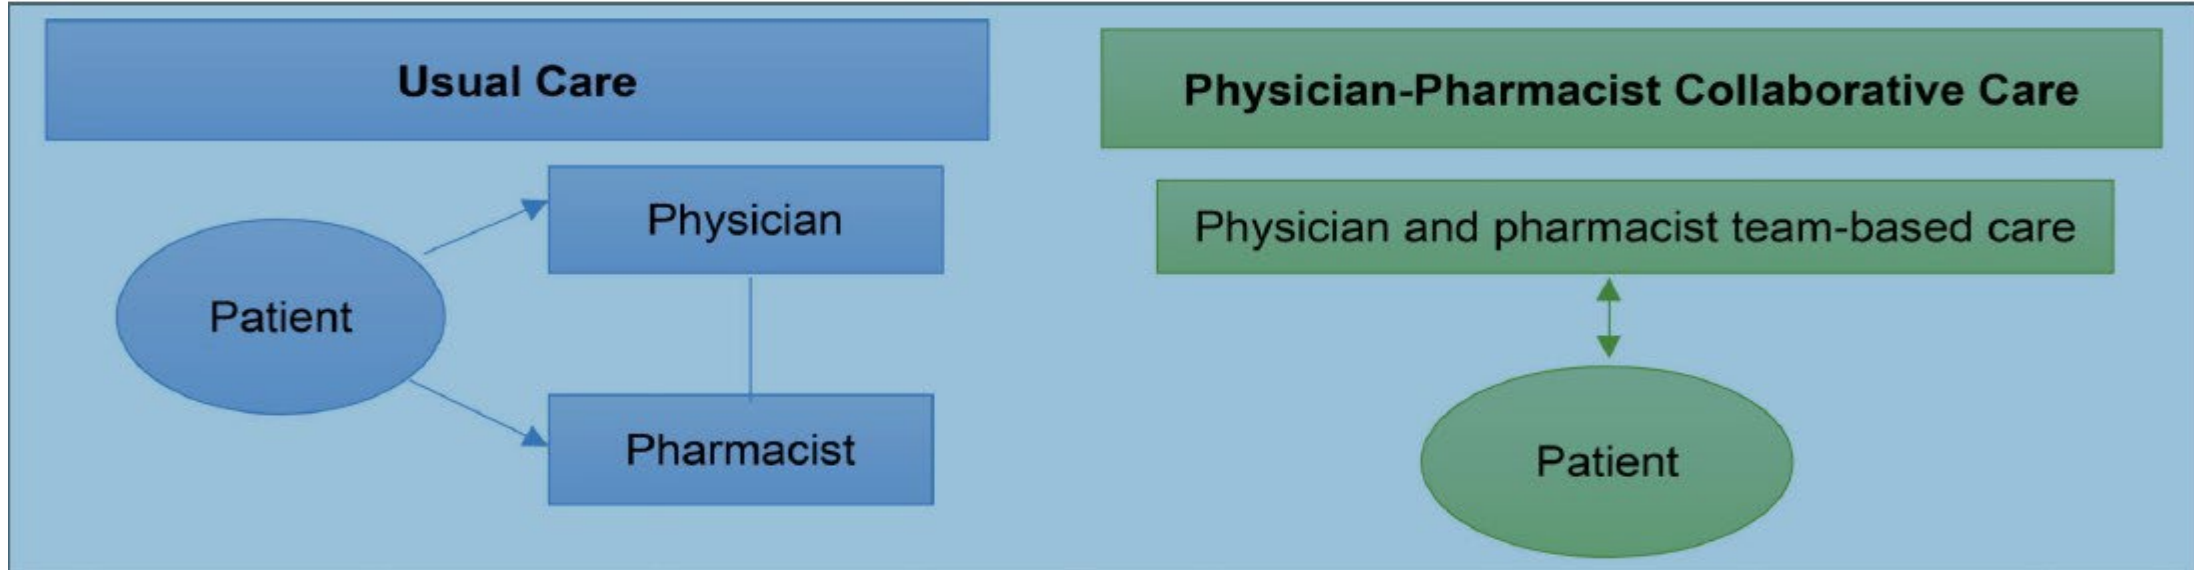 Usual Care
Physician
Patient
Pharmacist
Physician-Pharmacist Collaborative Care
Physician and pharmacist team-based care
Patient